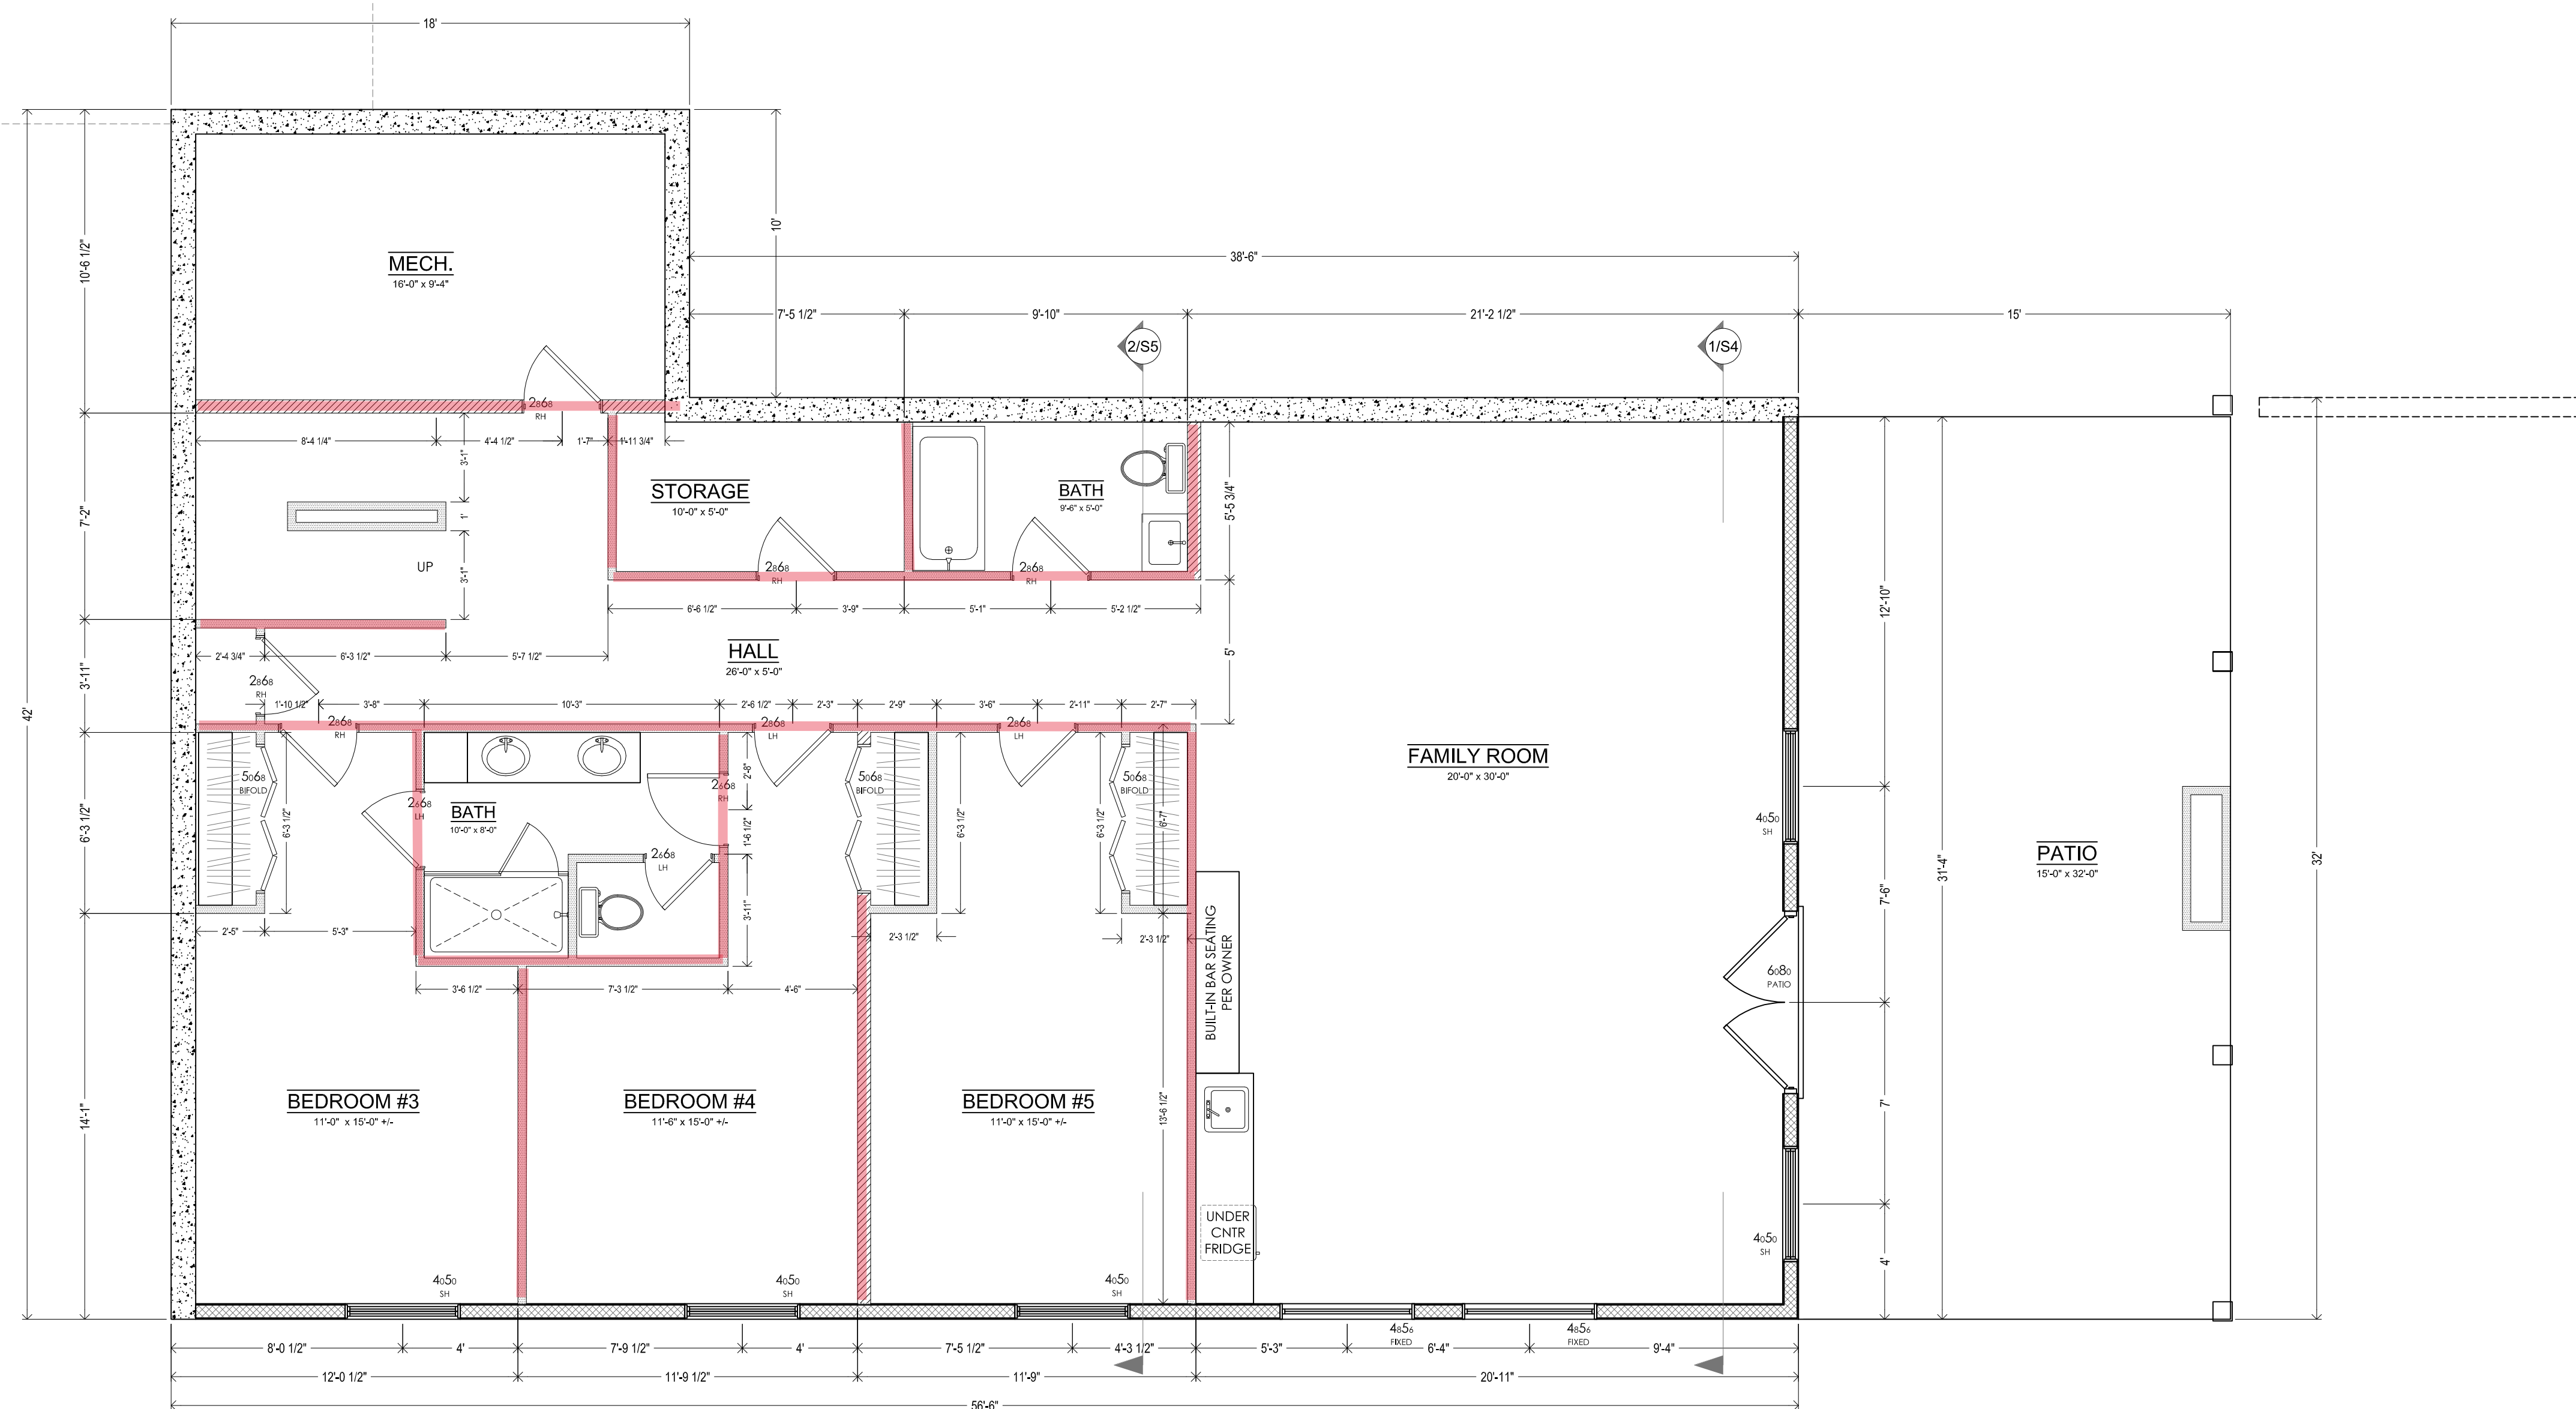 18'
MECH.
16'-0" x 9'-4"
10'-6 1/2"
10'
38'-6"
7'-5 1/2"
9'-10"
21'-2 1/2"
15'
2/S5
1/S4
2868
RH
8'-4 1/4"
4'-4 1/2"
1'-7"
1'-11 3/4"
3'-1"
1'
3'-1"
7'-2"
UP
STORAGE
10'-0" x 5'-0"
BATH
9'-6" x 5'-0"
2868
RH
2868
RH
5'-5 3/4"
6'-6 1/2"
3'-9"
5'-1"
5'-2 1/2"
12'-10"
2'-4 3/4"
6'-3 1/2"
5'-7 1/2"
HALL
26'-0" x 5'-0"
5'
3'-11"
2868
RH
1'-10 1/2"
3'-8"
10'-3"
2'-6 1/2"
2'-3"
2'-9"
3'-6"
2'-11"
2'-7"
42'
2868
RH
2868
LH
2868
LH
FAMILY ROOM
20'-0" x 30'-0"
5068
BIFOLD
2668
LH
BATH
10'-0" x 8'-0"
2668
RH
2'-8"
5068
BIFOLD
5068
BIFOLD
6'-3 1/2"
6'-3 1/2"
1'-6 1/2"
6'-3 1/2"
6'-3 1/2"
6'-7"
4050
SH
2668
LH
3'-11"
31'-4"
PATIO
15'-0" x 32'-0"
32'
7'-6"
2'-5"
5'-3"
2'-3 1/2"
2'-3 1/2"
BUILT-IN BAR SEATING
PER OWNER
6080
PATIO
3'-6 1/2"
7'-3 1/2"
4'-6"
14'-1"
BEDROOM #3
11'-0" x 15'-0" +/-
BEDROOM #4
11'-6" x 15'-0" +/-
BEDROOM #5
11'-0" x 15'-0" +/-
13'-6 1/2"
7'
UNDER
CNTR
FRIDGE
4050
SH
4'
4050
SH
4050
SH
4050
SH
4856
FIXED
4856
FIXED
8'-0 1/2"
4'
7'-9 1/2"
4'
7'-5 1/2"
4'-3 1/2"
5'-3"
6'-4"
9'-4"
12'-0 1/2"
11'-9 1/2"
11'-9"
20'-11"
56'-6"